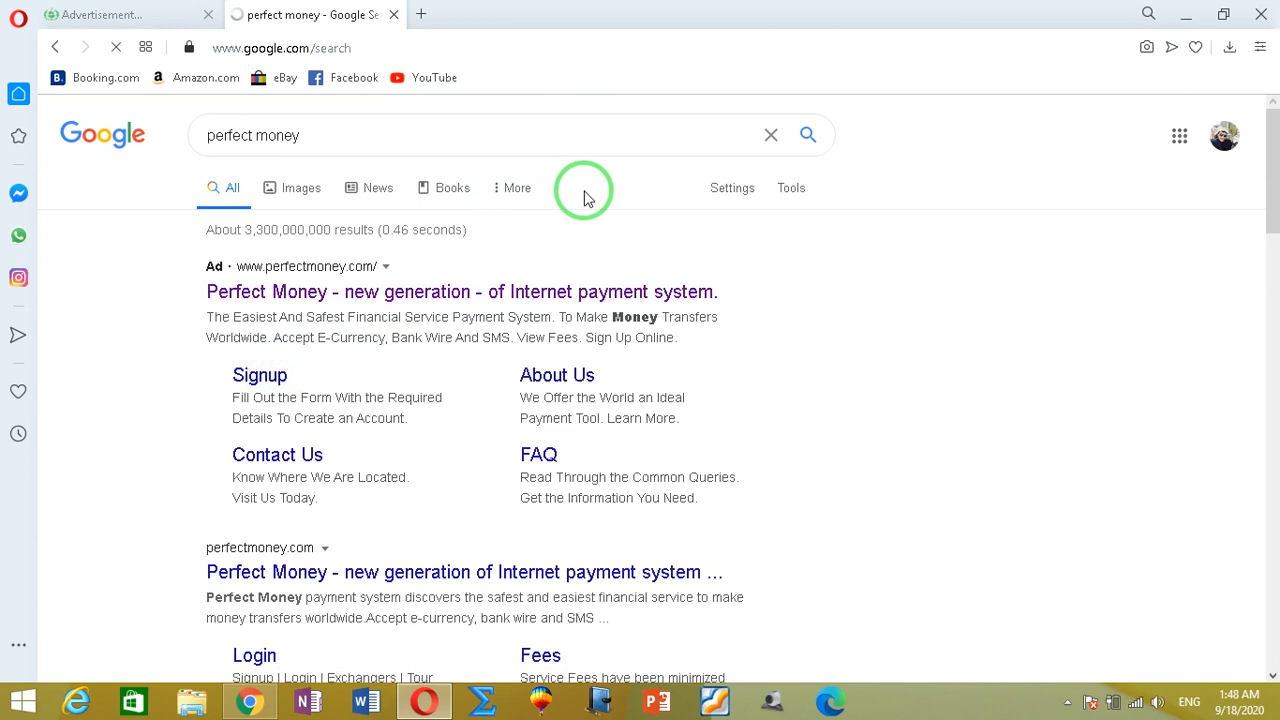 Advertisement...
perfect money - Google Se
www.google.com/search
Booking.com
Amazon.com
eBay
Facebook
YouTube
Google
perfect money
All
Images
News
Books
More
Settings
Tools
About 3,300,000,000 results (0.46 seconds)
Ad · www.perfectmoney.com/
Perfect Money - new generation - of Internet payment system.
The Easiest And Safest Financial Service Payment System. To Make Money Transfers
Worldwide. Accept E-Currency, Bank Wire And SMS. View Fees. Sign Up Online.
Signup
Fill Out the Form With the Required
Details To Create an Account.
About Us
We Offer the World an Ideal
Payment Tool. Learn More.
Contact Us
Know Where We Are Located.
Visit Us Today.
FAQ
Read Through the Common Queries.
Get the Information You Need.
perfectmoney.com
Perfect Money - new generation of Internet payment system ...
Perfect Money payment system discovers the safest and easiest financial service to make
money transfers worldwide.Accept e-currency, bank wire and SMS ...
Login
Signup | Login | Exchangers | Tour
Fees
Service Fees have been minimized
ENG
1:48 AM
9/18/2020